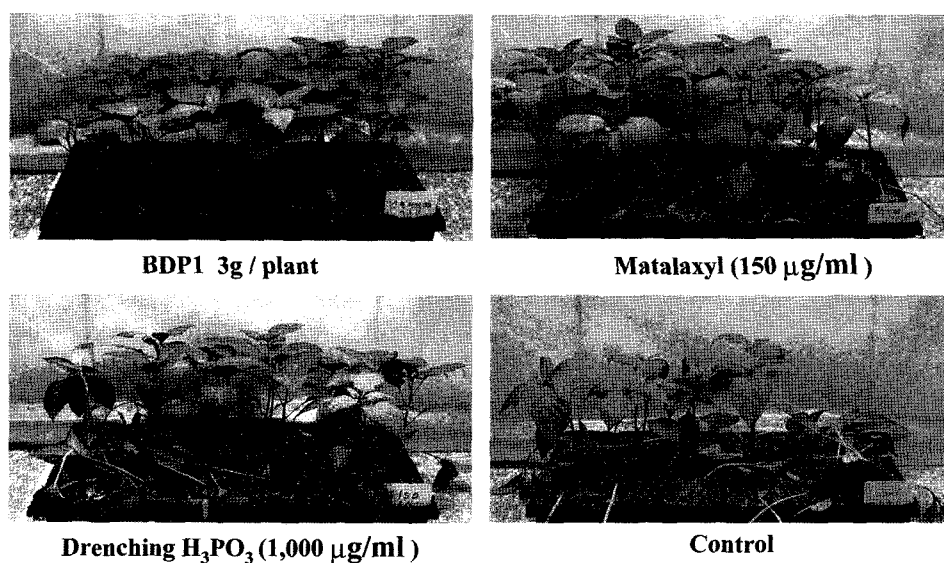 BDP1 3g / plant
Matalaxyl (150 μg/ml )
Drenching H₃PO₃ (1,000 μg/ml )
Control